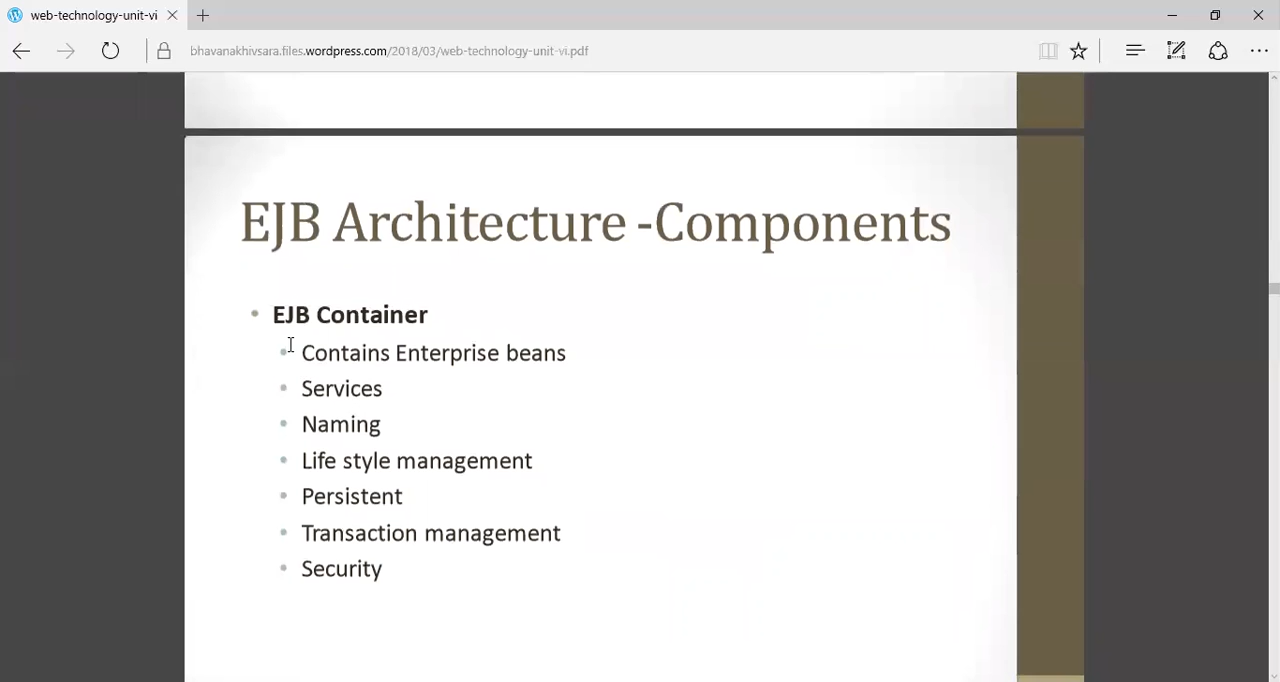 web-technology-unit-vi
bhavanakhivsara.files.wordpress.com/2018/03/web-technology-unit-vi.pdf
EJB Architecture -Components
• EJB Container
• Contains Enterprise beans
• Services
• Naming
• Life style management
• Persistent
• Transaction management
• Security